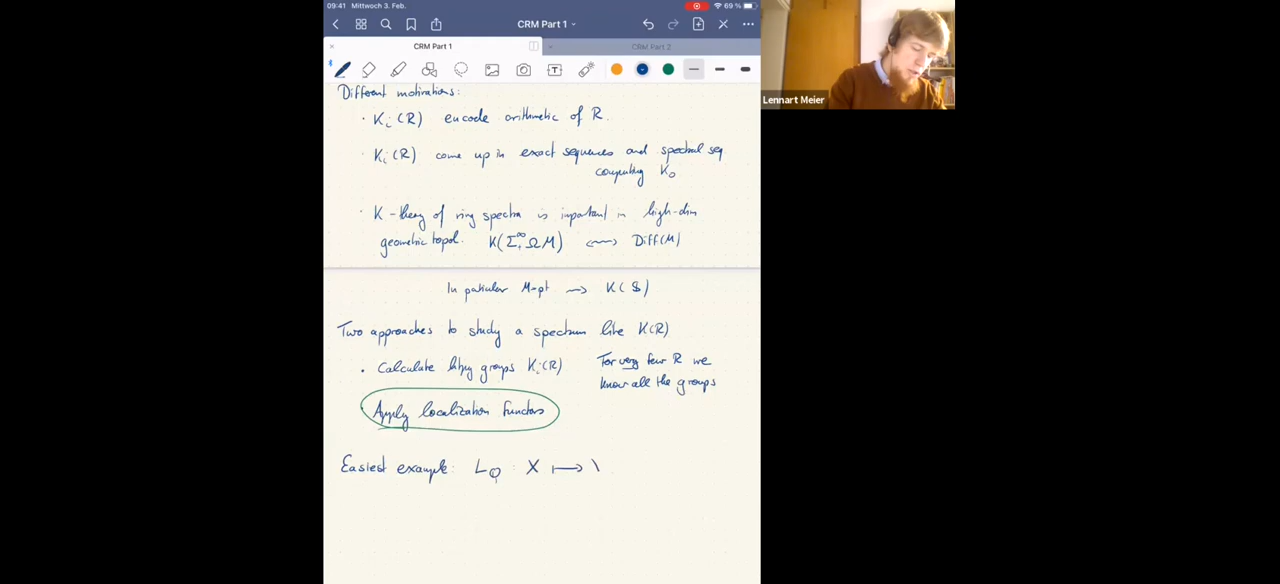 09:41 Mittwoch 3. Feb.
69 %
CRM Part 1
CRM Part 1
CRM Part 2
Lennart Meier
Different motivations:
· Ki(R) encode arithmetic of R.
· Ki(R) come up in exact sequences and spectral seq
computing K0
· K-theory of ring spectra is important in high-dim
geometric topol. K(Σ∞+ΩM) ↭ Diff(M)
In paticular M=pt ⇝ K(S)
Two approaches to study a spectrum like K(R)
· Calculate htpy groups Ki(R) For very few R we
know all the groups
· Apply localization functors
Easiest example: LQ : X ↦ \